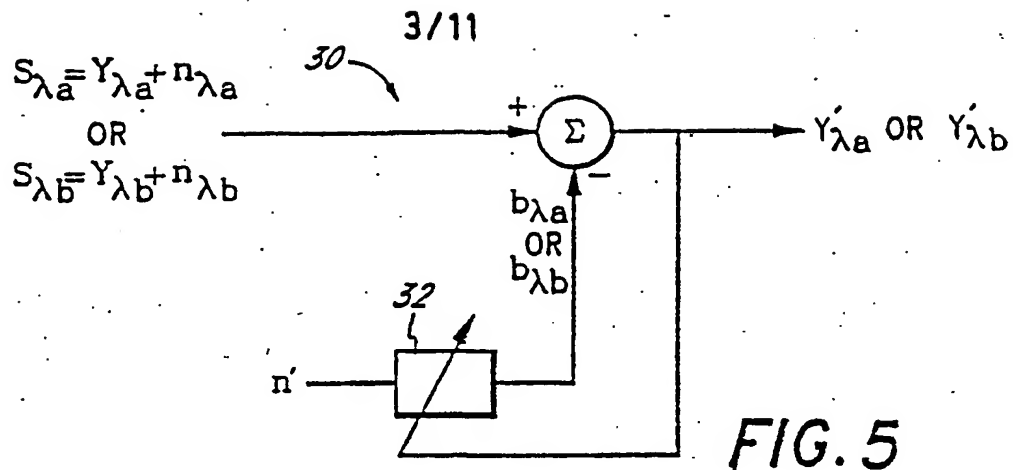 3/11
30
S_λa = Y_λa + n_λa
OR
S_λb = Y_λb + n_λb
+
Σ
−
Y′_λa OR Y′_λb
b_λa
OR
b_λb
32
n′
FIG. 5